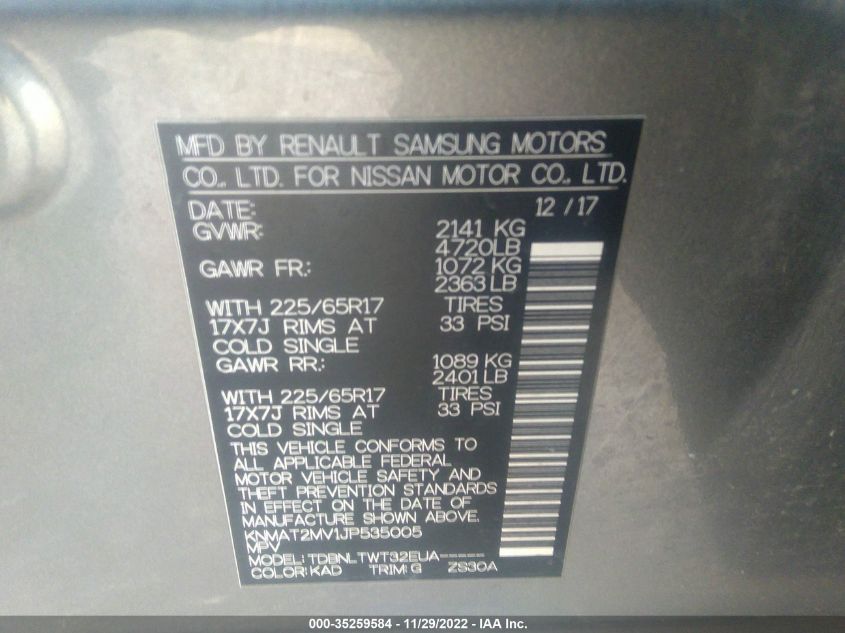 MFD BY RENAULT SAMSUNG MOTORS
CO., LTD. FOR NISSAN MOTOR CO., LTD.
DATE: 12 /17
GVWR: 2141 KG
4720LB
GAWR FR.: 1072 KG
2363 LB
WITH 225/65R17 TIRES
17X7J RIMS AT 33 PSI
COLD SINGLE
GAWR RR.: 1089 KG
2401 LB
WITH 225/65R17 TIRES
17X7J RIMS AT 33 PSI
COLD SINGLE
THIS VEHICLE CONFORMS TO
ALL APPLICABLE FEDERAL
MOTOR VEHICLE SAFETY AND
THEFT PREVENTION STANDARDS
IN EFFECT ON THE DATE OF
MANUFACTURE SHOWN ABOVE.
KNMAT2MV1JP535005
MPV
MODEL: TDBNLTWT32EUA-----
COLOR: KAD TRIM: G ZS30A
000-35259584 - 11/29/2022 - IAA Inc.